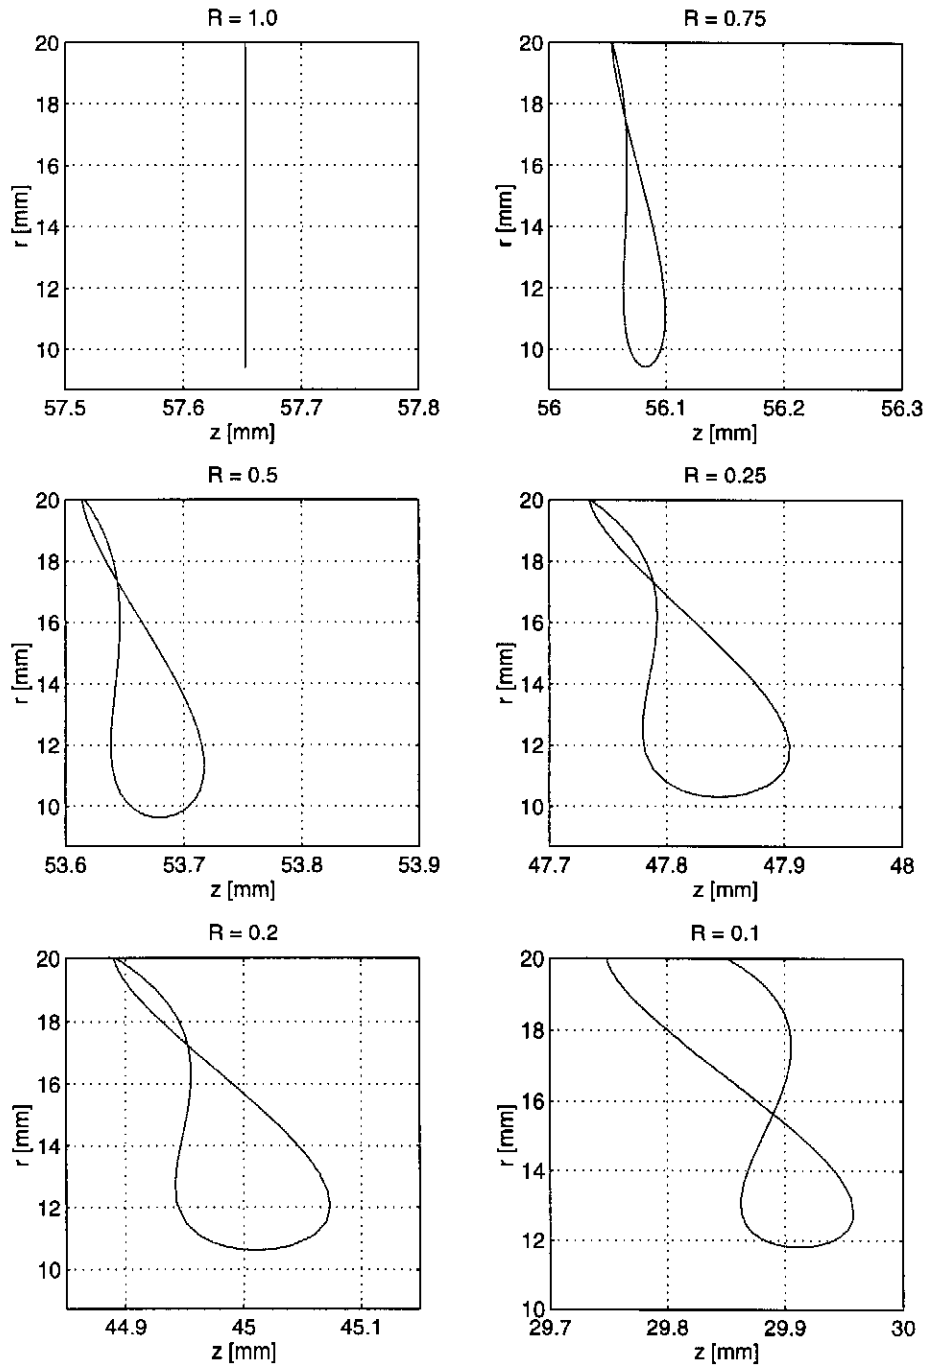 R = 1.0
20
18
16
14
12
10
r [mm]
57.5 57.6 57.7 57.8
z [mm]
R = 0.75
20
18
16
14
12
10
r [mm]
56 56.1 56.2 56.3
z [mm]
R = 0.5
20
18
16
14
12
10
r [mm]
53.6 53.7 53.8 53.9
z [mm]
R = 0.25
20
18
16
14
12
10
r [mm]
47.7 47.8 47.9 48
z [mm]
R = 0.2
20
18
16
14
12
10
r [mm]
44.9 45 45.1
z [mm]
R = 0.1
20
18
16
14
12
10
r [mm]
29.7 29.8 29.9 30
z [mm]